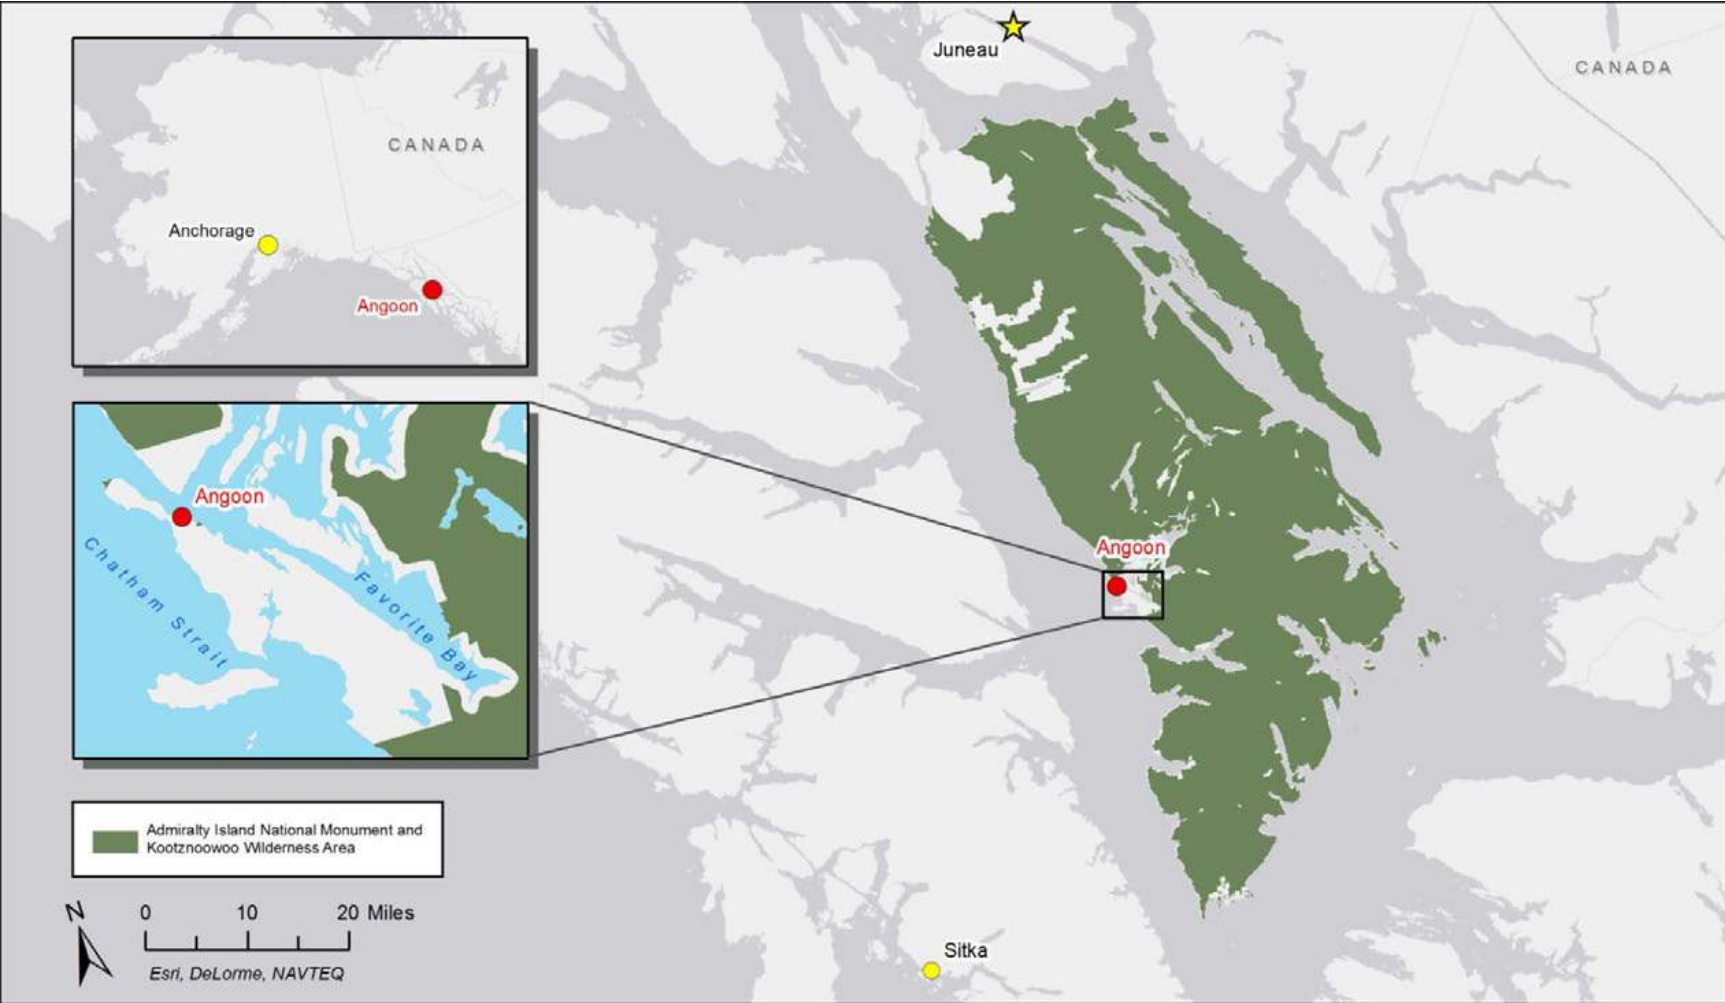 Juneau
CANADA
CANADA
Anchorage
Angoon
Angoon
Chatham Strait
Favorite Bay
Angoon
Admiralty Island National Monument and
Kootznoowoo Wilderness Area
N
0 10 20 Miles
Esri, DeLorme, NAVTEQ
Sitka